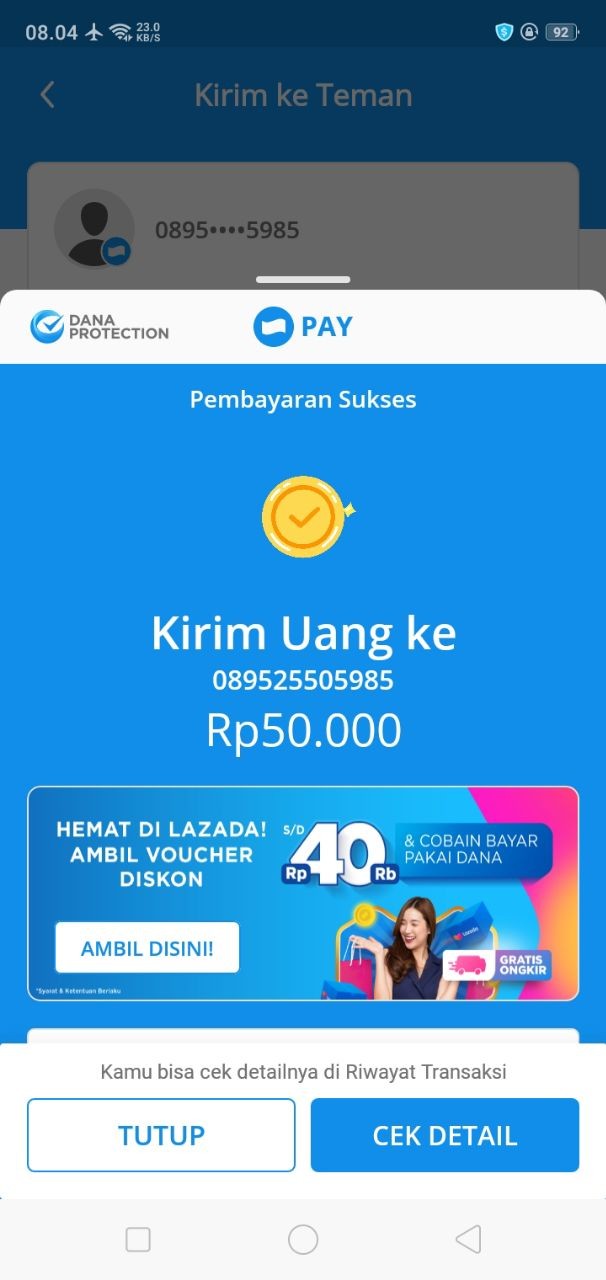 08.04
23.0
KB/S
92
Kirim ke Teman
0895••••5985
DANA
PROTECTION
PAY
Pembayaran Sukses
Kirim Uang ke
089525505985
Rp50.000
HEMAT DI LAZADA!
AMBIL VOUCHER
DISKON
S/D
Rp 40 Rb
& COBAIN BAYAR
PAKAI DANA
AMBIL DISINI!
Lazada
GRATIS
ONGKIR
*Syarat & Ketentuan Berlaku
Kamu bisa cek detailnya di Riwayat Transaksi
TUTUP
CEK DETAIL